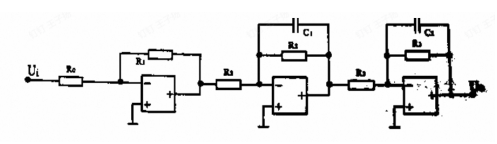 C₁ C₂
R₂ R₃
Uᵢ R₀ R₁ R₂ R₃ U₀